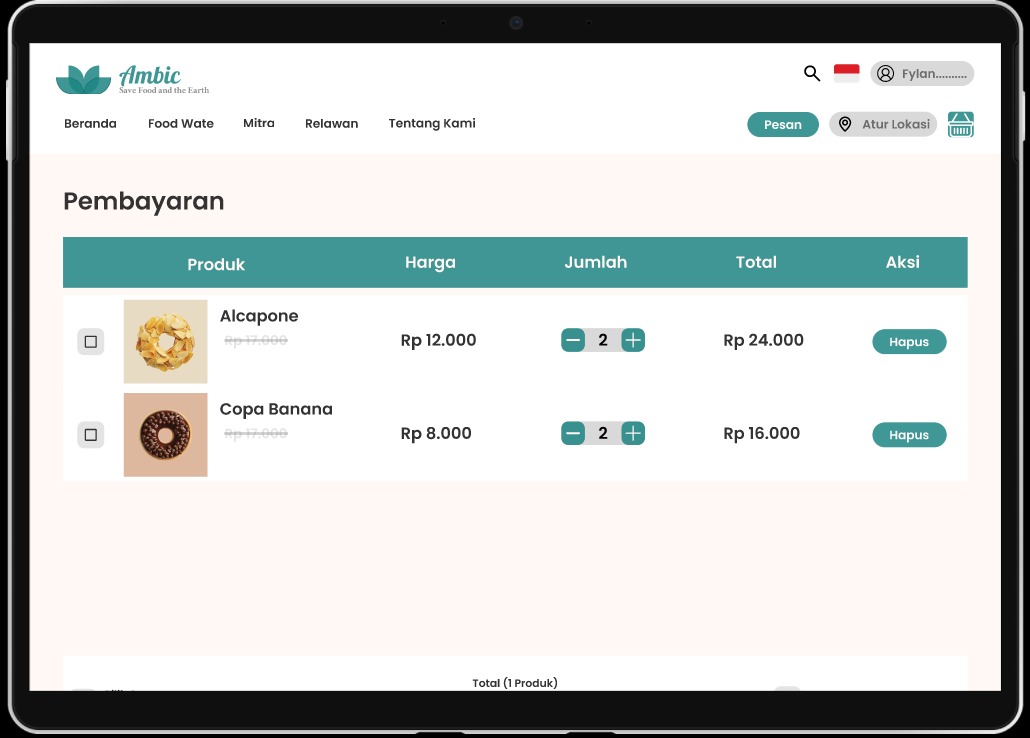 Ambic
Save Food and the Earth
Fylan..........
Beranda Food Wate Mitra Relawan Tentang Kami
Pesan Atur Lokasi
Pembayaran
Produk Harga Jumlah Total Aksi
Alcapone
Rp 17.000
Rp 12.000 2 Rp 24.000 Hapus
Copa Banana
Rp 17.000
Rp 8.000 2 Rp 16.000 Hapus
Total (1 Produk)